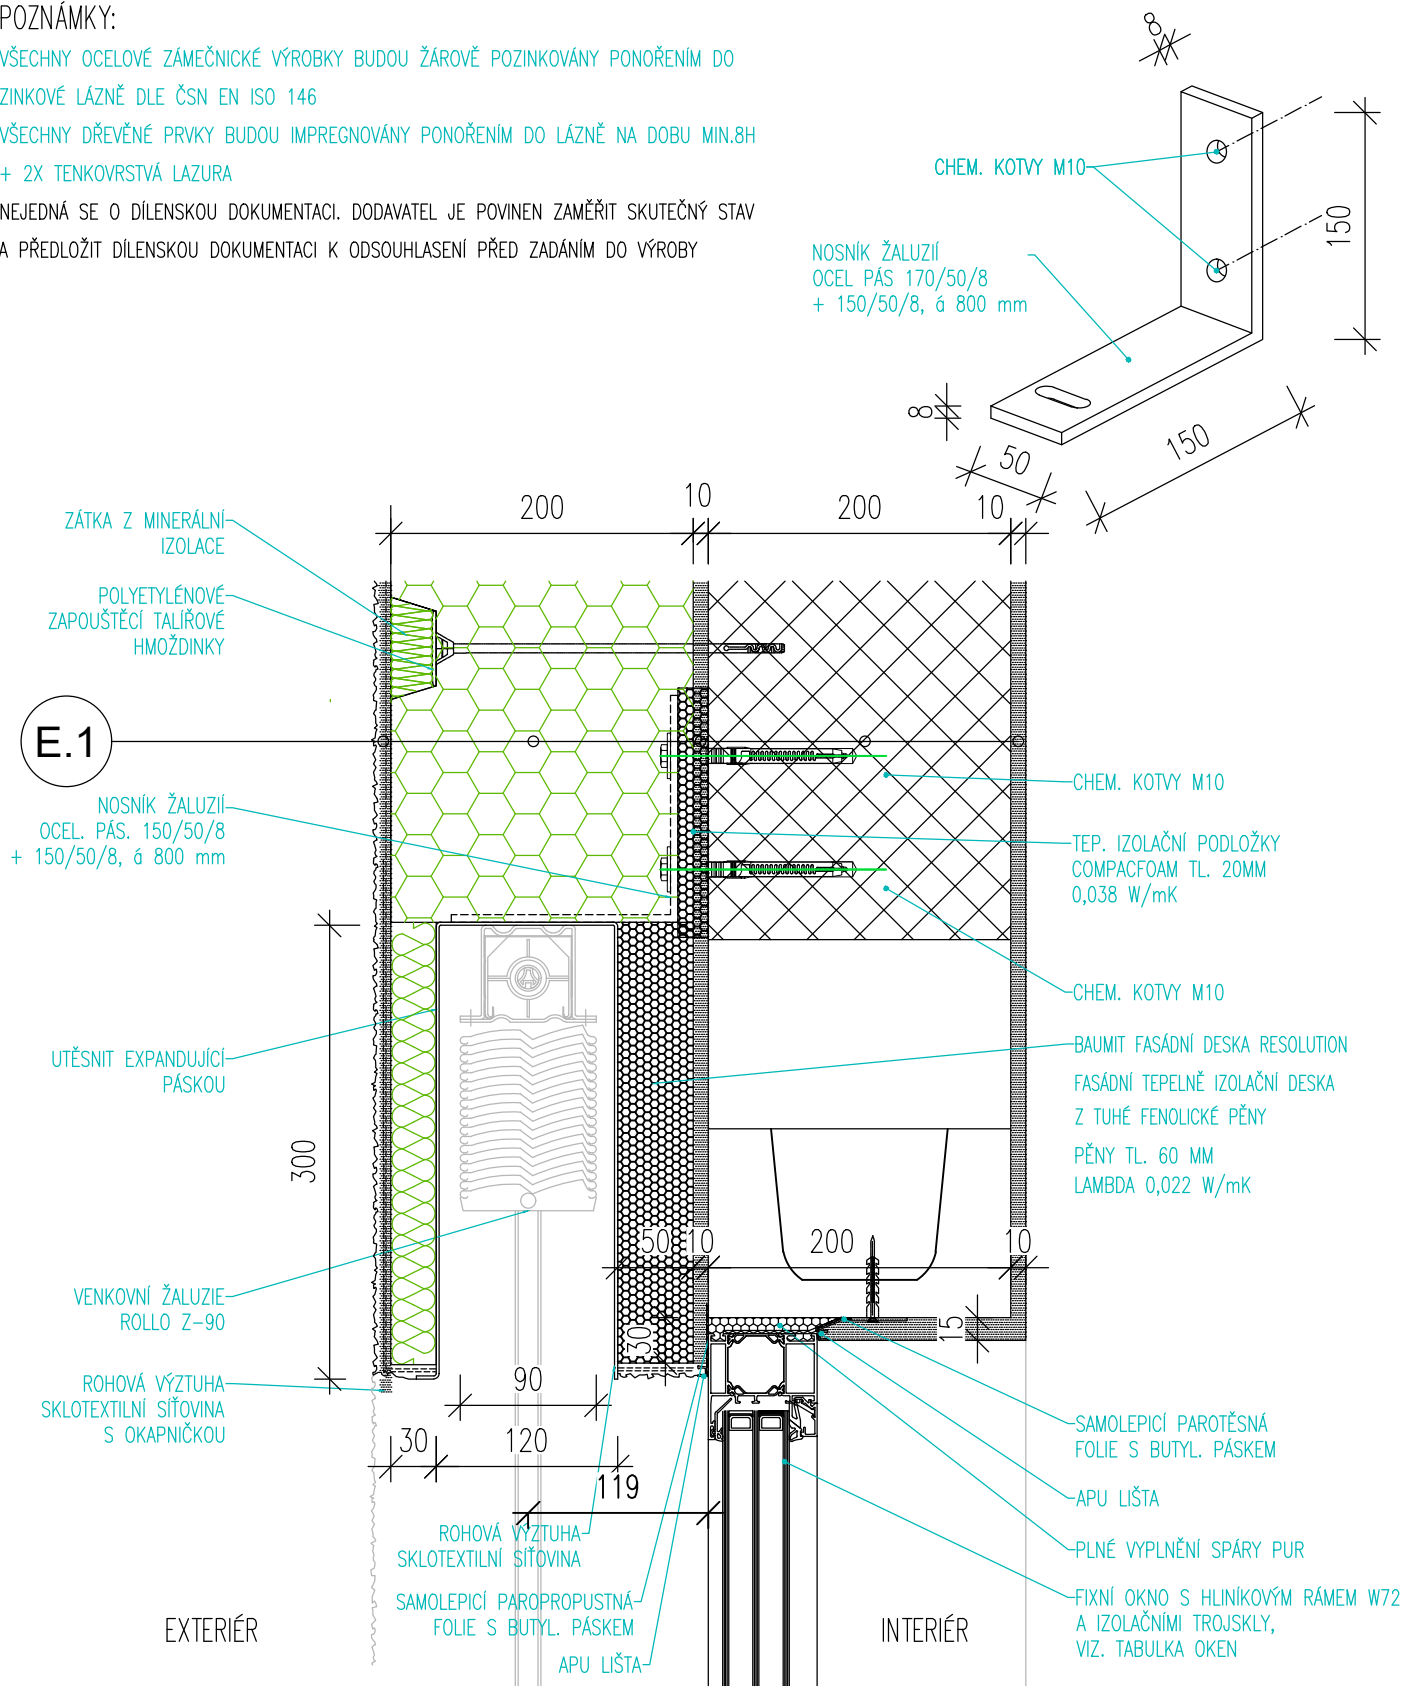 POZNÁMKY:
VŠECHNY OCELOVÉ ZÁMEČNICKÉ VÝROBKY BUDOU ŽÁROVĚ POZINKOVÁNY PONOŘENÍM DO
ZINKOVÉ LÁZNĚ DLE ČSN EN ISO 146
VŠECHNY DŘEVĚNÉ PRVKY BUDOU IMPREGNOVÁNY PONOŘENÍM DO LÁZNĚ NA DOBU MIN.8H
+ 2X TENKOVRSTVÁ LAZURA
NEJEDNÁ SE O DÍLENSKOU DOKUMENTACI. DODAVATEL JE POVINEN ZAMĚŘIT SKUTEČNÝ STAV
A PŘEDLOŽIT DÍLENSKOU DOKUMENTACI K ODSOUHLASENÍ PŘED ZADÁNÍM DO VÝROBY
8
CHEM. KOTVY M10
150
NOSNÍK ŽALUZIÍ
OCEL PÁS 170/50/8
+ 150/50/8, á 800 mm
8
50
150
200
10
200
10
ZÁTKA Z MINERÁLNÍ
IZOLACE
POLYETYLÉNOVÉ
ZAPOUŠTĚCÍ TALÍŘOVÉ
HMOŽDINKY
E.1
NOSNÍK ŽALUZIÍ
OCEL. PÁS. 150/50/8
+ 150/50/8, á 800 mm
CHEM. KOTVY M10
TEP. IZOLAČNÍ PODLOŽKY
COMPACFOAM TL. 20MM
0,038 W/mK
CHEM. KOTVY M10
UTĚSNIT EXPANDUJÍCÍ
PÁSKOU
BAUMIT FASÁDNÍ DESKA RESOLUTION
FASÁDNÍ TEPELNĚ IZOLAČNÍ DESKA
Z TUHÉ FENOLICKÉ PĚNY
PĚNY TL. 60 MM
LAMBDA 0,022 W/mK
300
50
10
200
10
VENKOVNÍ ŽALUZIE
ROLLO Z-90
30
15
ROHOVÁ VÝZTUHA
SKLOTEXTILNÍ SÍŤOVINA
S OKAPNIČKOU
90
30
120
119
SAMOLEPICÍ PAROTĚSNÁ
FOLIE S BUTYL. PÁSKEM
APU LIŠTA
ROHOVÁ VÝZTUHA
SKLOTEXTILNÍ SÍŤOVINA
PLNÉ VYPLNĚNÍ SPÁRY PUR
SAMOLEPICÍ PAROPROPUSTNÁ
FOLIE S BUTYL. PÁSKEM
APU LIŠTA
FIXNÍ OKNO S HLINÍKOVÝM RÁMEM W72
A IZOLAČNÍMI TROJSKLY,
VIZ. TABULKA OKEN
EXTERIÉR
INTERIÉR